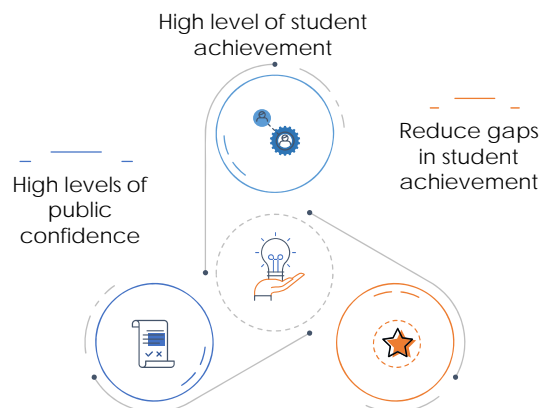 High level of student
achievement
Reduce gaps
in student
achievement
High levels of
public
confidence